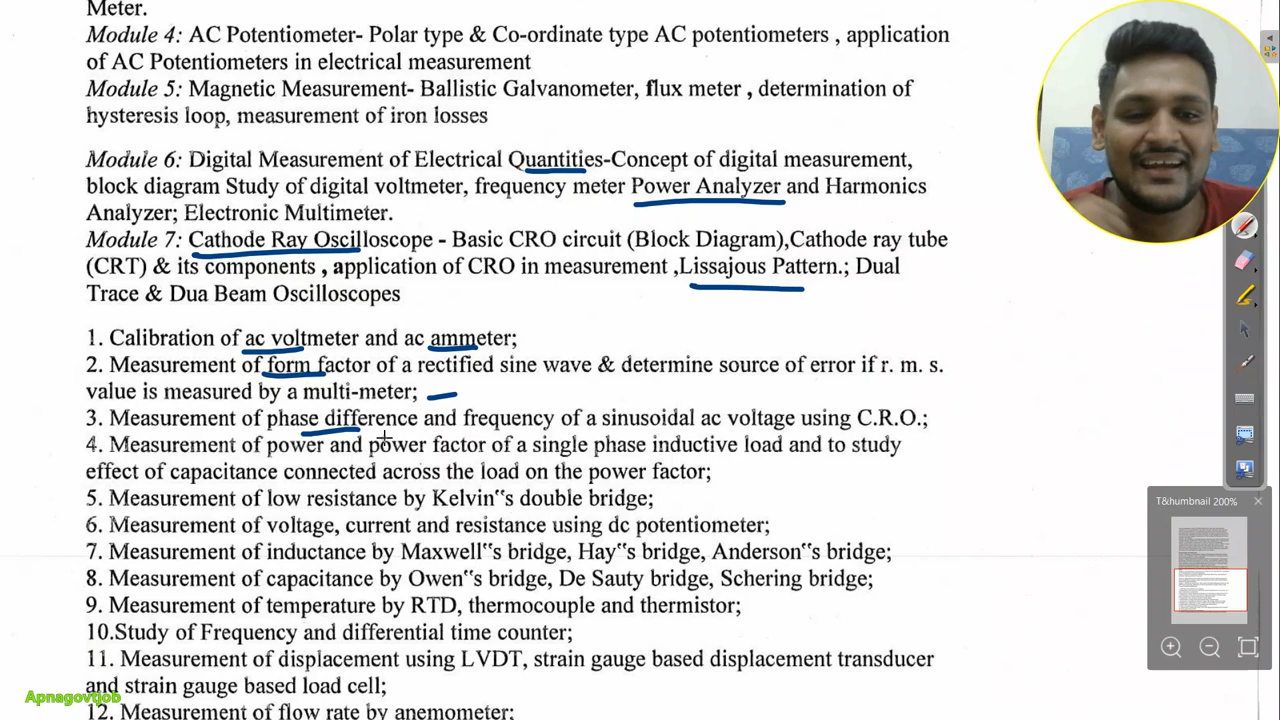 Meter.
Module 4: AC Potentiometer- Polar type & Co-ordinate type AC potentiometers , application
of AC Potentiometers in electrical measurement
Module 5: Magnetic Measurement- Ballistic Galvanometer, flux meter , determination of
hysteresis loop, measurement of iron losses
Module 6: Digital Measurement of Electrical Quantities-Concept of digital measurement,
block diagram Study of digital voltmeter, frequency meter Power Analyzer and Harmonics
Analyzer; Electronic Multimeter.
Module 7: Cathode Ray Oscilloscope - Basic CRO circuit (Block Diagram),Cathode ray tube
(CRT) & its components , application of CRO in measurement ,Lissajous Pattern.; Dual
Trace & Dua Beam Oscilloscopes
1. Calibration of ac voltmeter and ac ammeter;
2. Measurement of form factor of a rectified sine wave & determine source of error if r. m. s.
value is measured by a multi-meter;
3. Measurement of phase difference and frequency of a sinusoidal ac voltage using C.R.O.;
4. Measurement of power and power factor of a single phase inductive load and to study
effect of capacitance connected across the load on the power factor;
5. Measurement of low resistance by Kelvin‟s double bridge;
6. Measurement of voltage, current and resistance using dc potentiometer;
7. Measurement of inductance by Maxwell‟s bridge, Hay‟s bridge, Anderson‟s bridge;
8. Measurement of capacitance by Owen‟s bridge, De Sauty bridge, Schering bridge;
9. Measurement of temperature by RTD, thermocouple and thermistor;
10.Study of Frequency and differential time counter;
11. Measurement of displacement using LVDT, strain gauge based displacement transducer
and strain gauge based load cell;
12. Measurement of flow rate by anemometer;
T&humbnail 200%
Apnagovtjob